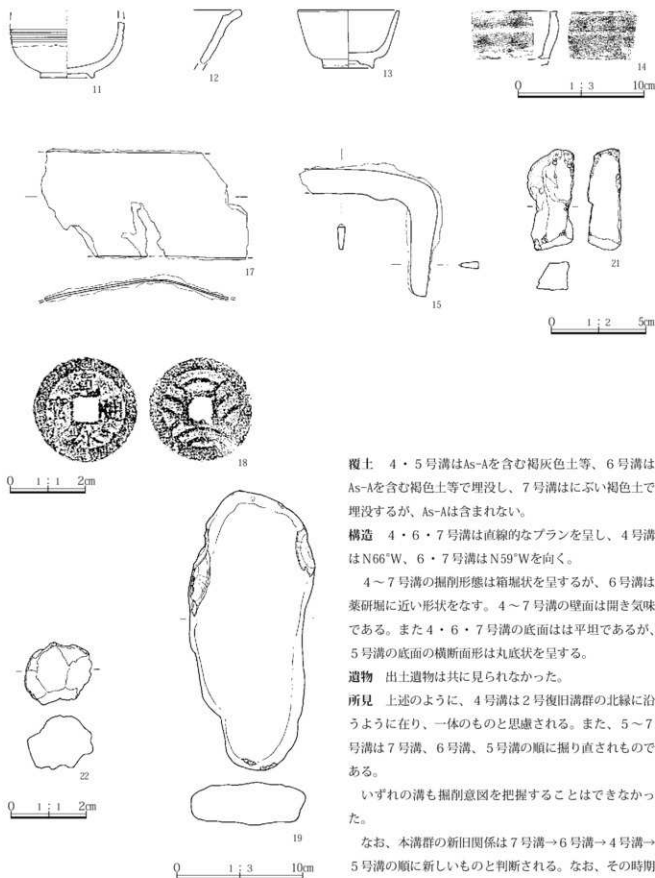 11
12
13
14
0 1 : 3 10cm
17
15
21
0 1 : 2 5cm
18
0 1 : 1 2cm
22
0 1 : 1 2cm
19
0 1 : 3 10cm
覆土　4・5号溝はAs-Aを含む褐灰色土等、6号溝は
As-Aを含む褐色土等で埋没し、7号溝はにぶい褐色土で
埋没するが、As-Aは含まれない。
構造　4・6・7号溝は直線的なプランを呈し、4号溝
はN66°W、6・7号溝はN59°Wを向く。
　4～7号溝の掘削形態は箱堀状を呈するが、6号溝は
薬研堀に近い形状をなす。4～7号溝の壁面は開き気味
である。また4・6・7号溝の底面はは平坦であるが、
5号溝の底面の横断面形は丸底状を呈する。
遺物　出土遺物は共に見られなかった。
所見　上述のように、4号溝は2号復旧溝群の北縁に沿
うように在り、一体のものと思慮される。また、5～7
号溝は7号溝、6号溝、5号溝の順に掘り直されもので
ある。
　いずれの溝も掘削意図を把握することはできなかっ
た。
　なお、本溝群の新旧関係は7号溝→6号溝→4号溝→
5号溝の順に新しいものと判断される。なお、その時期